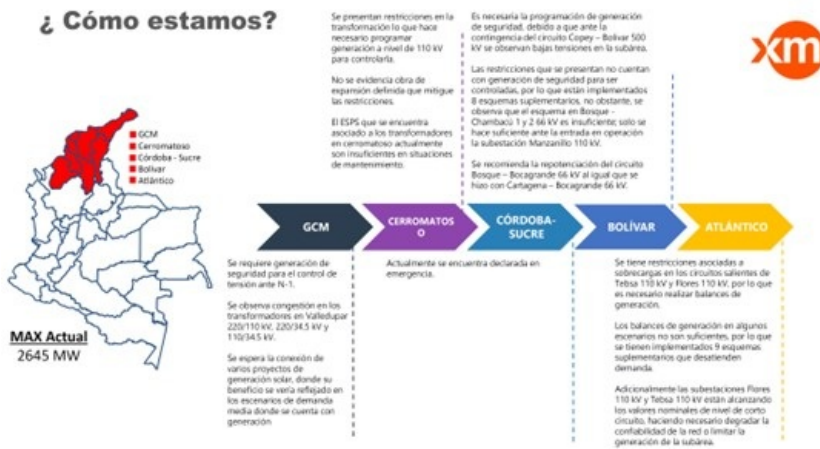 ¿ Cómo estamos?
xm
GCM
Cerromatoso
Córdoba - Sucre
Bolívar
Atlántico
MAX Actual
2645 MW
Se presentan restricciones en la
transformación lo que hace
necesario programar
generación a nivel de 110 kV
para controlarla.
No se evidencia obra de
expansión definida que mitigue
las restricciones.
El ESPS que se encuentra
asociado a los transformadores
en cerromatoso actualmente
son insuficientes en situaciones
de mantenimiento.
Es necesaria la programación de generación
de seguridad, debido a que ante la
contingencia del circuito Copey – Bolívar 500
kV se observan bajas tensiones en la subárea.
Las restricciones que se presentan no cuentan
con generación de seguridad para ser
controladas, por lo que están implementados
8 esquemas suplementarios, no obstante, se
observa que el esquema en Bosque -
Chambacú 1 y 2 66 kV es insuficiente; solo se
hace suficiente ante la entrada en operación
la subestación Manzanillo 110 kV.
Se recomienda la repotenciación del circuito
Bosque – Bocagrande 66 kV al igual que se
hizo con Cartagena – Bocagrande 66 kV.
GCM
CERROMATOS
O
CÓRDOBA-
SUCRE
BOLÍVAR
ATLÁNTICO
Se requiere generación de
seguridad para el control de
tensión ante N-1.
Se observa congestión en los
transformadores en Valledupar
220/110 kV, 220/34.5 kV y
110/34.5 kV.
Se espera la conexión de
varios proyectos de
generación solar, donde su
beneficio se vería reflejado en
los escenarios de demanda
media donde se cuenta con
generación
Actualmente se encuentra declarada en
emergencia.
Se tiene restricciones asociadas a
sobrecargas en los circuitos salientes de
Tebsa 110 kV y Flores 110 kV, por lo que
es necesario realizar balances de
generación.
Los balances de generación en algunos
escenarios no son suficientes, por lo que
se tienen implementados 9 esquemas
suplementarios que desatienden
demanda.
Adicionalmente las subestaciones Flores
110 kV y Tebsa 110 kV están alcanzando
los valores nominales de nivel de corto
circuito, haciendo necesario degradar la
confiabilidad de la red o limitar la
generación de la subárea.